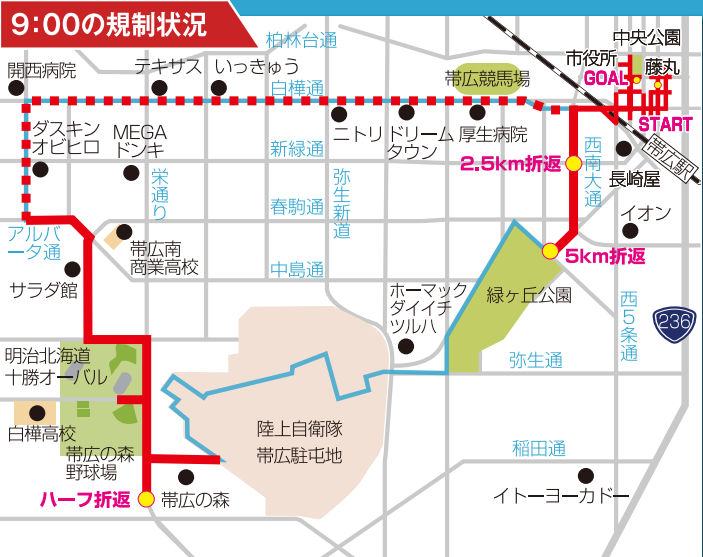 9:00の規制状況
柏林台通
中央公園
市役所
藤丸
GOAL
START
開西病院
テキサス
いっきゅう
白樺通
帯広競馬場
ダスキン
オビヒロ
MEGA
ドンキ
ニトリ
ドリーム
タウン
厚生病院
新緑通
2.5km折返
西南大通
長崎屋
帯広駅
栄通り
弥生新道
春駒通
イオン
アルバ
ータ通
帯広南
商業高校
中島通
5km折返
サラダ館
ホーマック
ダイイチ
ツルハ
緑ヶ丘公園
西5条通
236
明治北海道
十勝オーバル
弥生通
白樺高校
陸上自衛隊
帯広駐屯地
帯広の森
野球場
稲田通
ハーフ折返
帯広の森
イトーヨーカドー